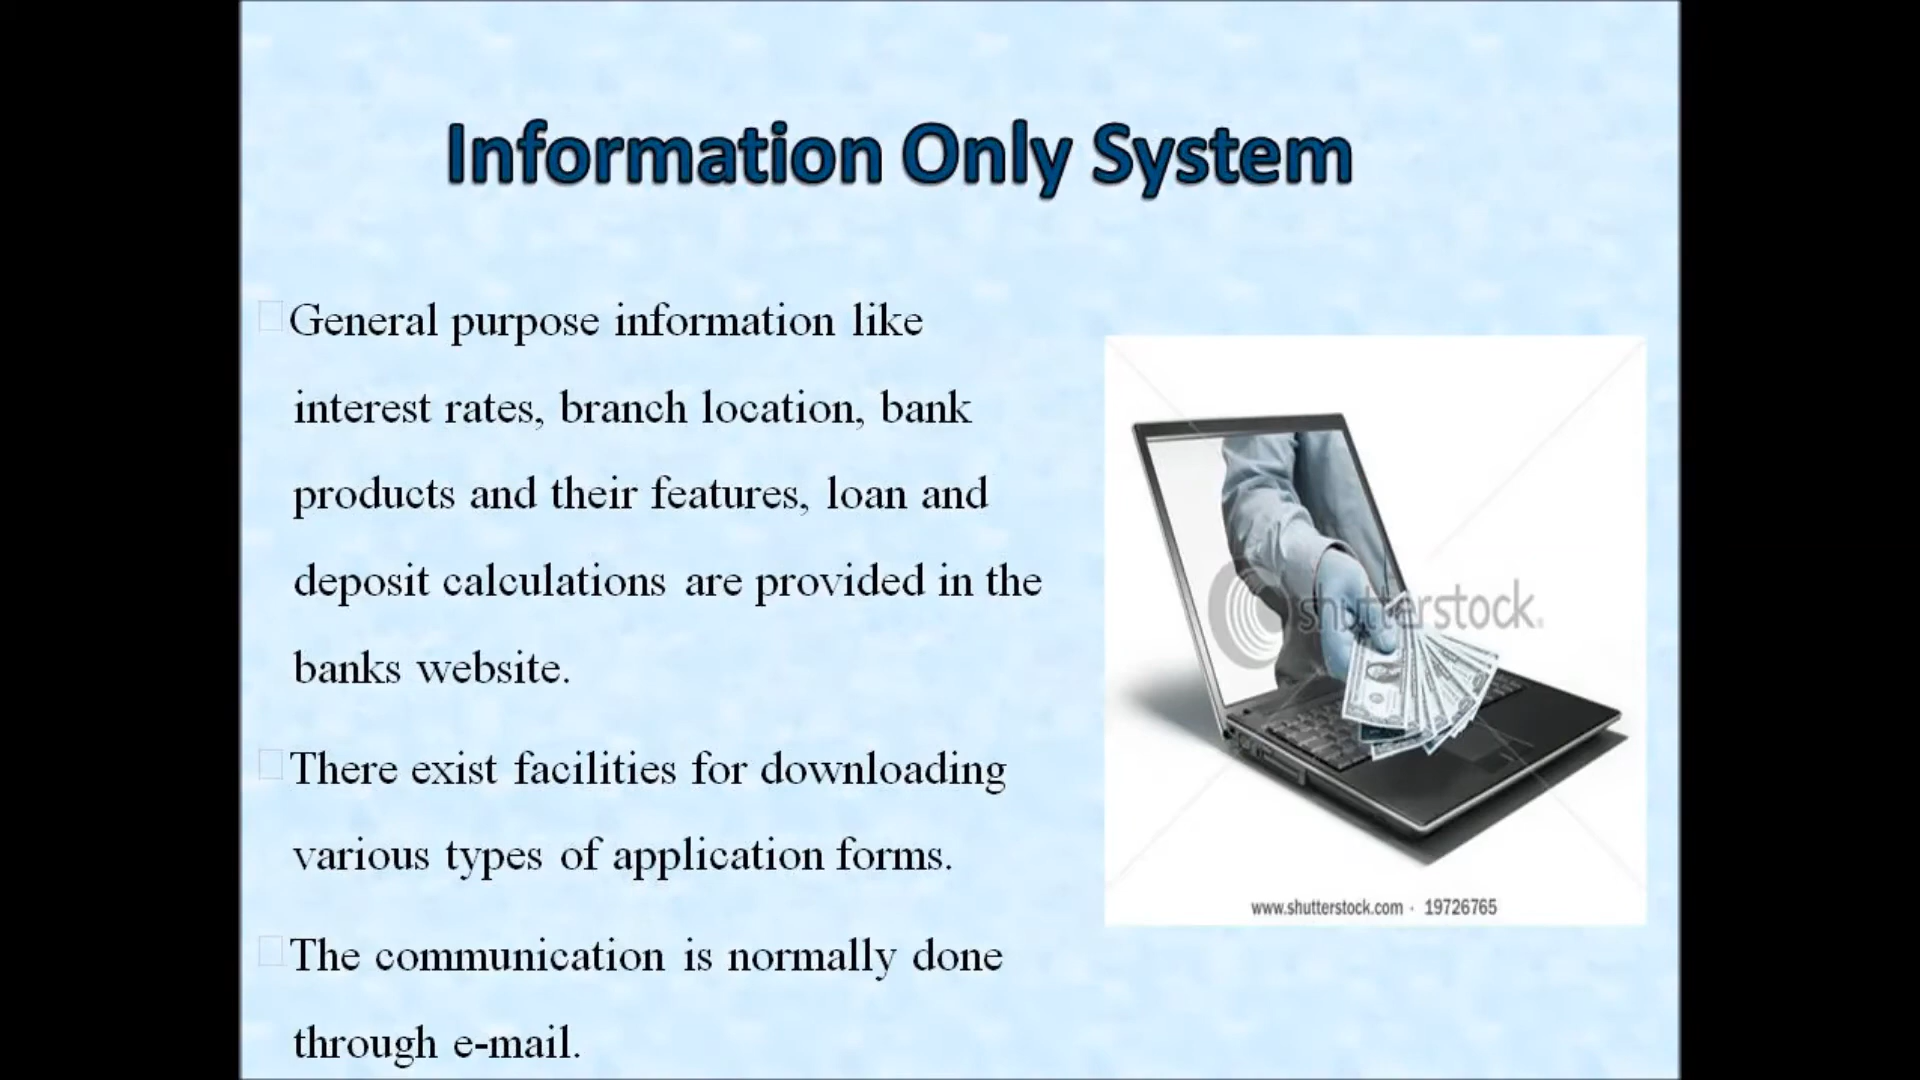 Information Only System
General purpose information like
interest rates, branch location, bank
products and their features, loan and
deposit calculations are provided in the
banks website.
There exist facilities for downloading
various types of application forms.
The communication is normally done
through e-mail.
shutterstock.
www.shutterstock.com · 19726765